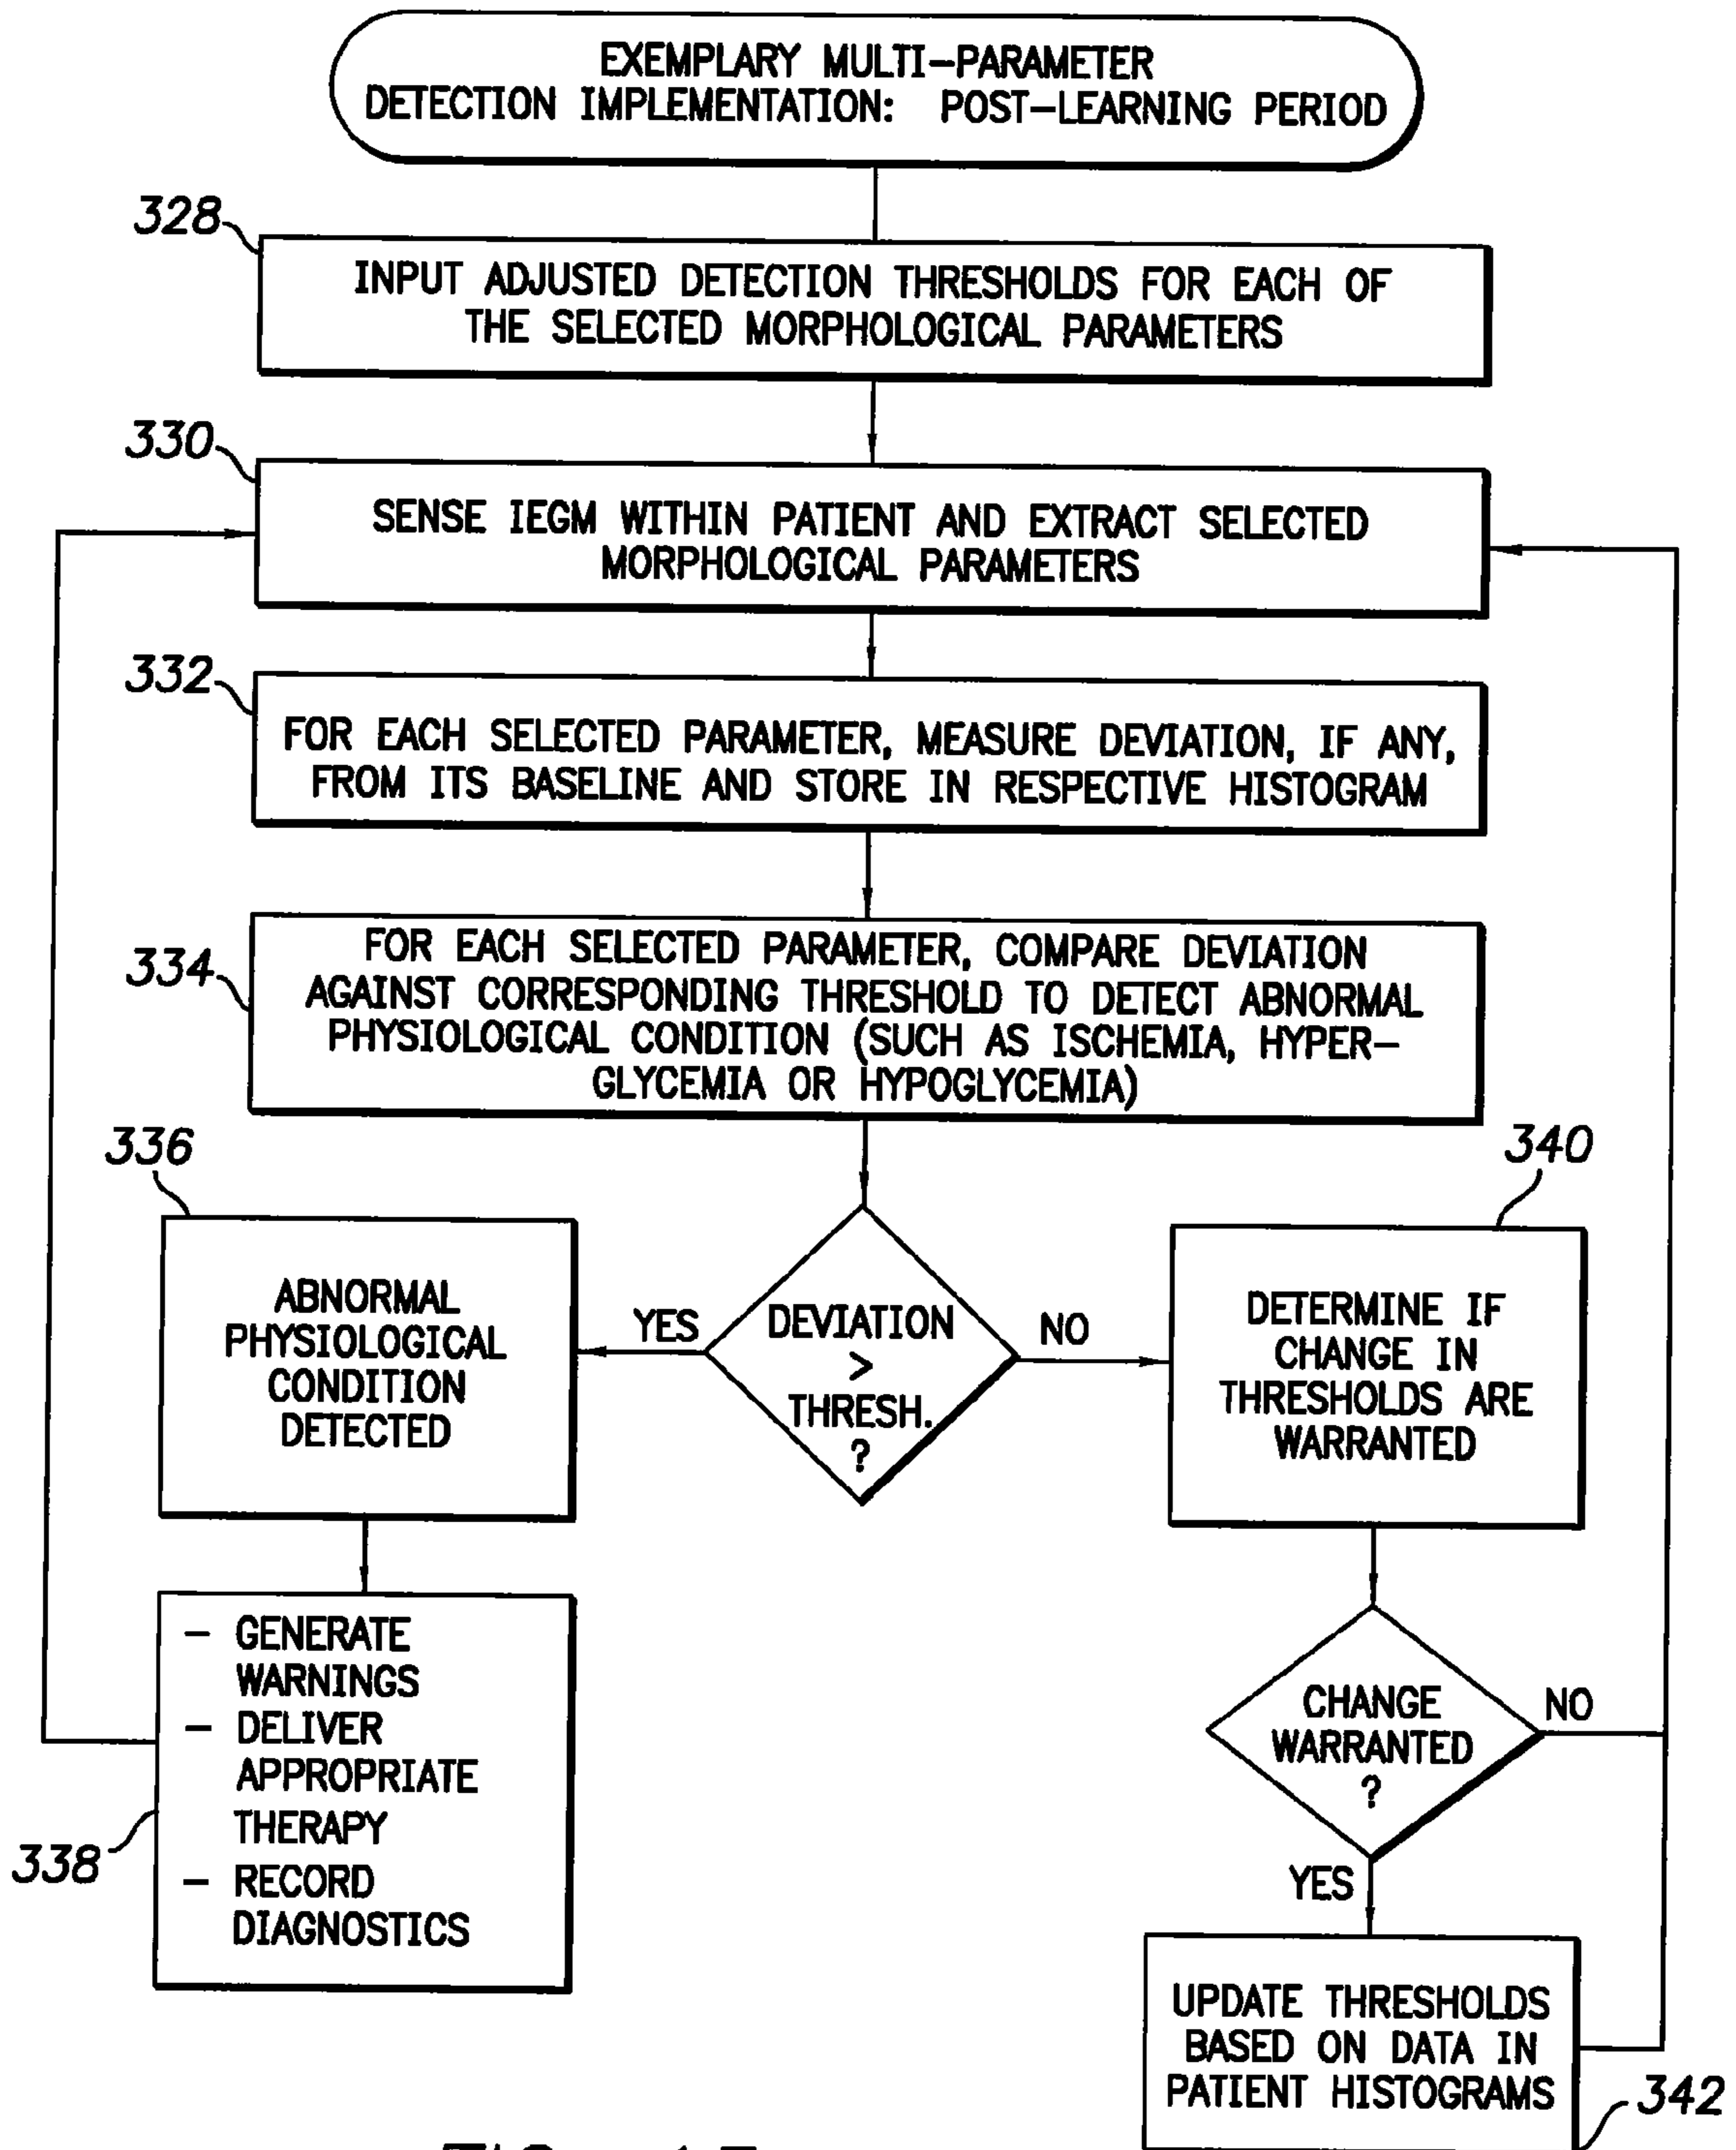 EXEMPLARY MULTI-PARAMETER
DETECTION IMPLEMENTATION: POST-LEARNING PERIOD
328
INPUT ADJUSTED DETECTION THRESHOLDS FOR EACH OF
THE SELECTED MORPHOLOGICAL PARAMETERS
330
SENSE IEGM WITHIN PATIENT AND EXTRACT SELECTED
MORPHOLOGICAL PARAMETERS
332
FOR EACH SELECTED PARAMETER, MEASURE DEVIATION, IF ANY,
FROM ITS BASELINE AND STORE IN RESPECTIVE HISTOGRAM
334
FOR EACH SELECTED PARAMETER, COMPARE DEVIATION
AGAINST CORRESPONDING THRESHOLD TO DETECT ABNORMAL
PHYSIOLOGICAL CONDITION (SUCH AS ISCHEMIA, HYPER-
GLYCEMIA OR HYPOGLYCEMIA)
336
ABNORMAL
PHYSIOLOGICAL
CONDITION
DETECTED
YES
DEVIATION
>
THRESH.
?
NO
340
DETERMINE IF
CHANGE IN
THRESHOLDS ARE
WARRANTED
338
- GENERATE
WARNINGS
- DELIVER
APPROPRIATE
THERAPY
- RECORD
DIAGNOSTICS
CHANGE
WARRANTED
?
NO
YES
UPDATE THRESHOLDS
BASED ON DATA IN
PATIENT HISTOGRAMS
342